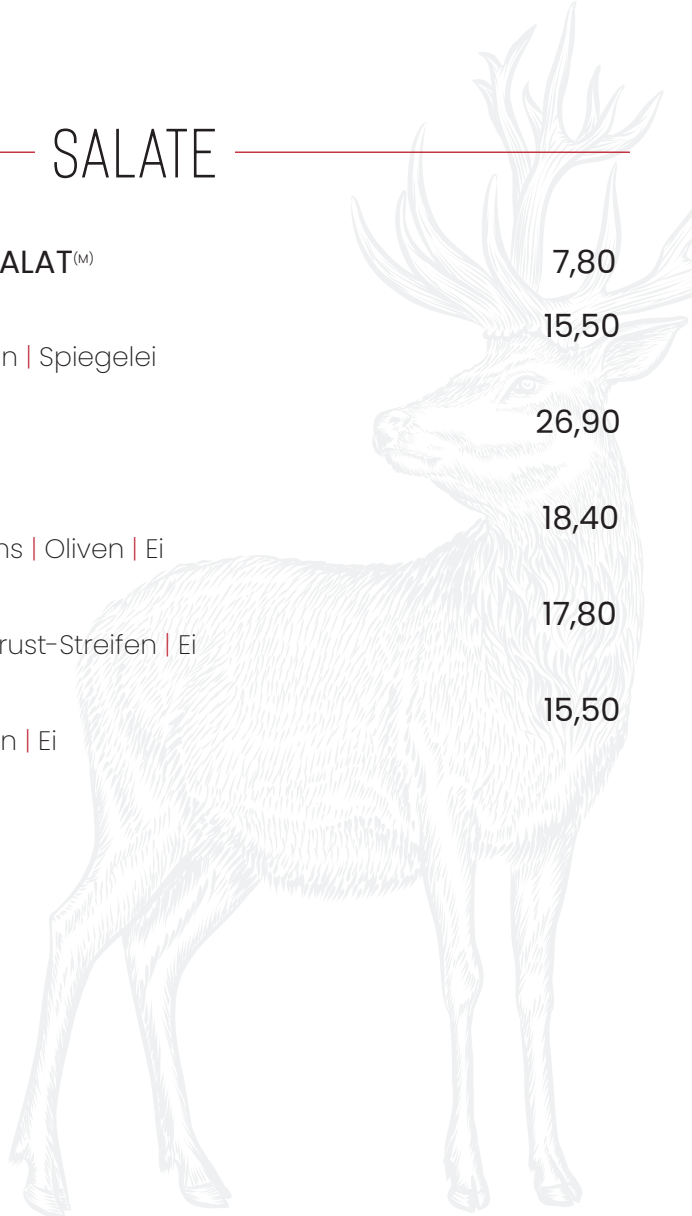 SALATE
ALAT(M) 7,80
15,50
n | Spiegelei
26,90
18,40
ns | Oliven | Ei
17,80
rust-Streifen | Ei
15,50
n | Ei